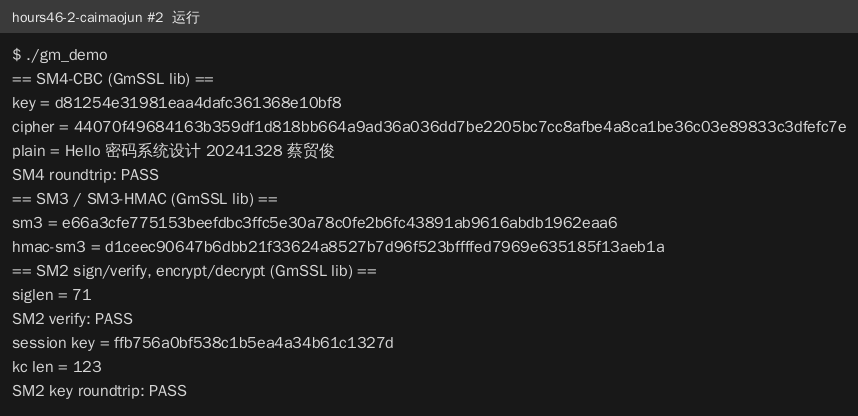 hours46-2-caimaojun #2 运行
$ ./gm_demo
== SM4-CBC (GmSSL lib) ==
key = d81254e31981eaa4dafc361368e10bf8
cipher = 44070f49684163b359df1d818bb664a9ad36a036dd7be2205bc7cc8afbe4a8ca1be36c03e89833c3dfefc7e
plain = Hello 密码系统设计 20241328 蔡贸俊
SM4 roundtrip: PASS
== SM3 / SM3-HMAC (GmSSL lib) ==
sm3 = e66a3cfe775153beefdbc3ffc5e30a78c0fe2b6fc43891ab9616abdb1962eaa6
hmac-sm3 = d1ceec90647b6dbb21f33624a8527b7d96f523bffffed7969e635185f13aeb1a
== SM2 sign/verify, encrypt/decrypt (GmSSL lib) ==
siglen = 71
SM2 verify: PASS
session key = ffb756a0bf538c1b5ea4a34b61c1327d
kc len = 123
SM2 key roundtrip: PASS